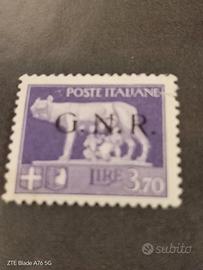 POSTE ITALIANE
G.N.R.
LIRE 3,70
ZTE Blade A76 5G
subito